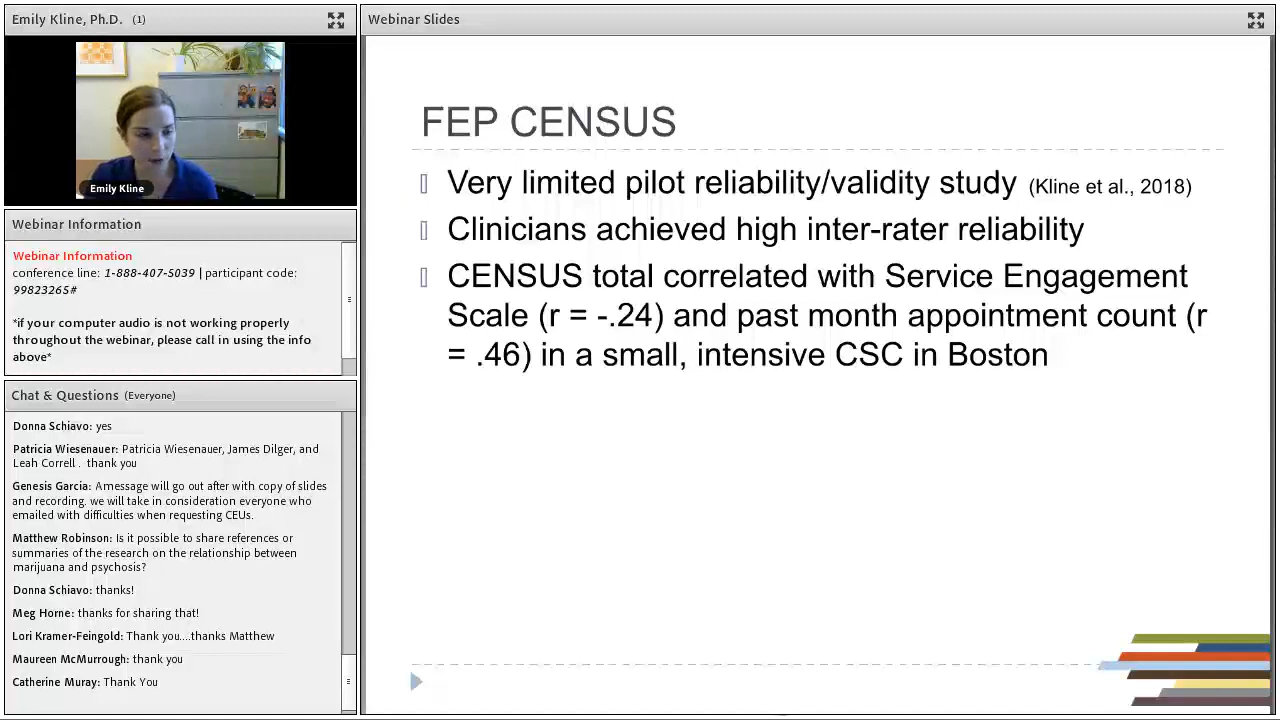 Emily Kline, Ph.D. (1)
Emily Kline
Webinar Information
Webinar Information
conference line: 1-888-407-5039 | participant code:
99823265#
*if your computer audio is not working properly
throughout the webinar, please call in using the info
above*
Chat & Questions (Everyone)
Donna Schiavo: yes
Patricia Wiesenauer: Patricia Wiesenauer, James Dilger, and
Leah Correll . thank you
Genesis Garcia: A message will go out after with copy of slides
and recording. we will take in consideration everyone who
emailed with difficulties when requesting CEUs.
Matthew Robinson: Is it possible to share references or
summaries of the research on the relationship between
marijuana and psychosis?
Donna Schiavo: thanks!
Meg Horne: thanks for sharing that!
Lori Kramer-Feingold: Thank you....thanks Matthew
Maureen McMurrough: thank you
Catherine Muray: Thank You
Webinar Slides
FEP CENSUS
Very limited pilot reliability/validity study (Kline et al., 2018)
Clinicians achieved high inter-rater reliability
CENSUS total correlated with Service Engagement
Scale (r = -.24) and past month appointment count (r
= .46) in a small, intensive CSC in Boston